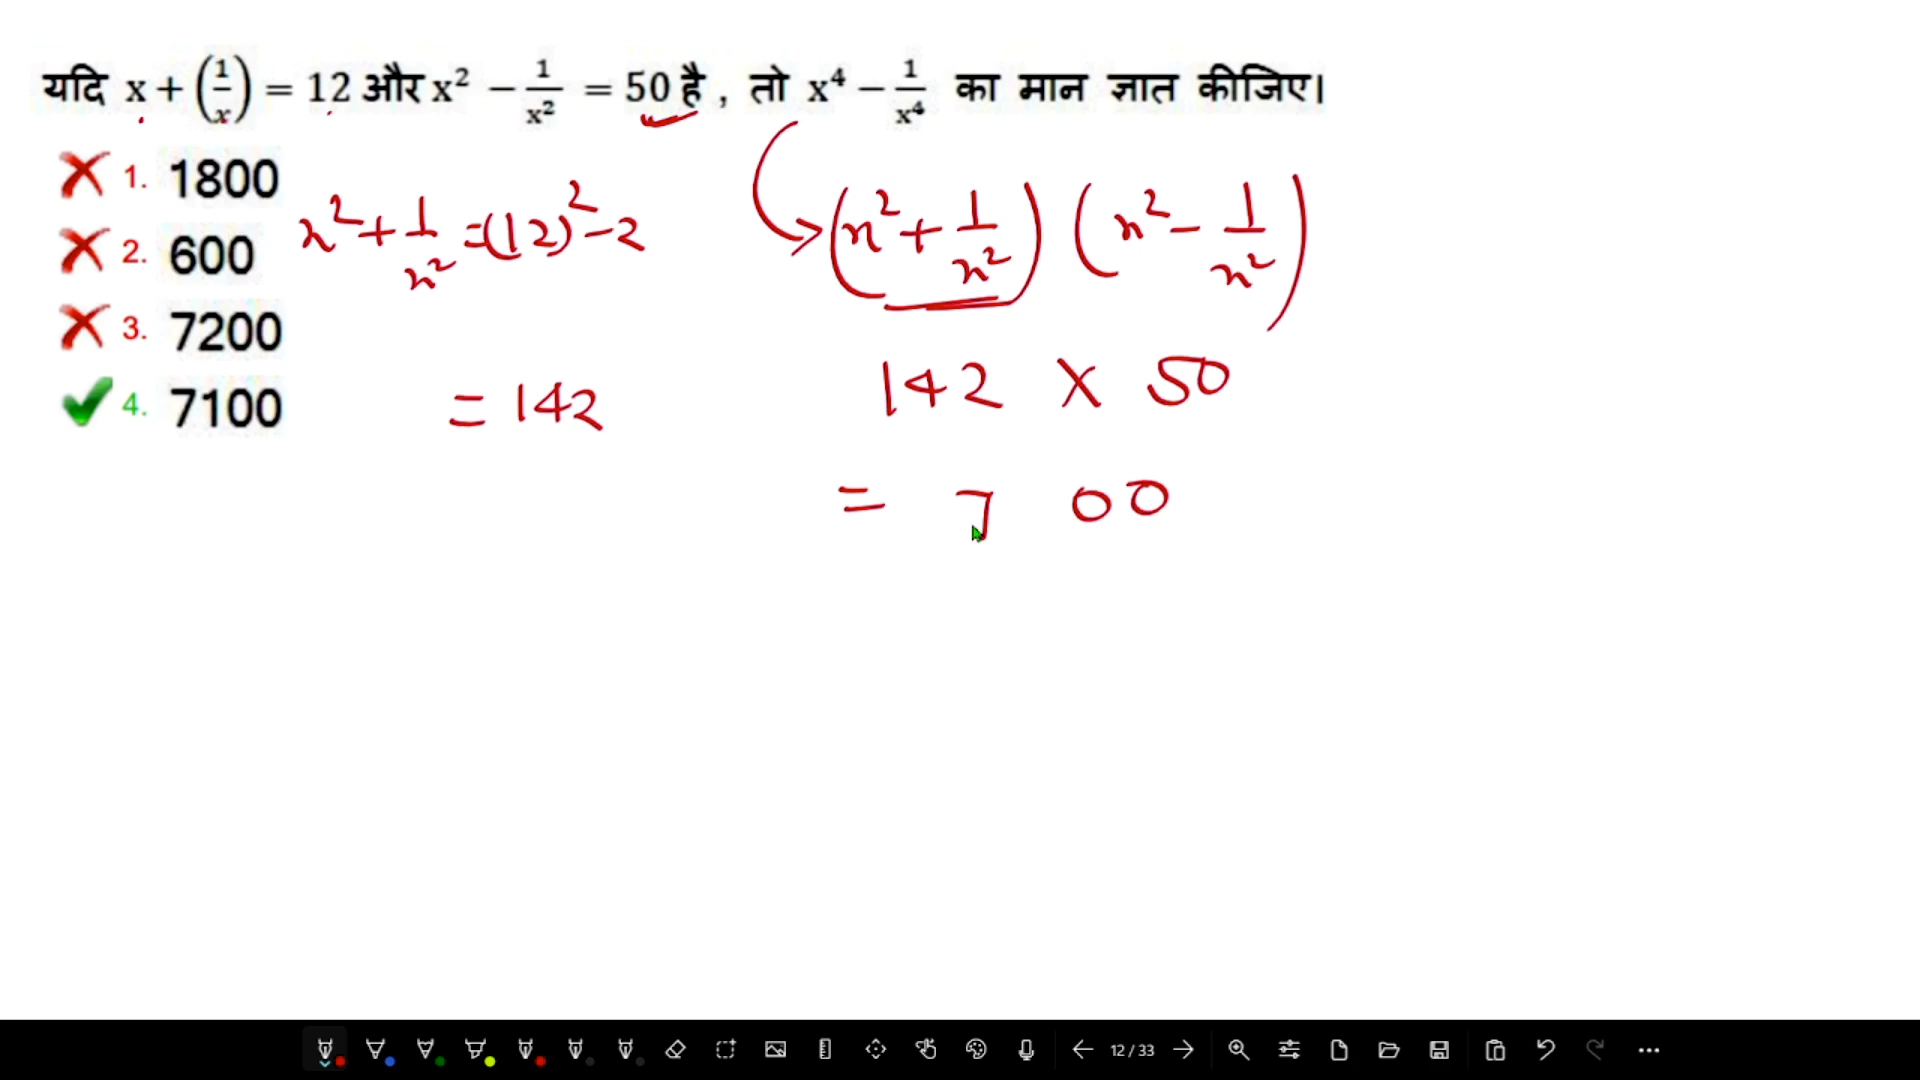 यदि x + (1/x) = 12 और x² − 1/x² = 50 है , तो x⁴ − 1/x⁴ का मान ज्ञात कीजिए।
1. 1800
2. 600
3. 7200
4. 7100
x² + 1/x² = (12)² − 2
= 142
(x² + 1/x²) (x² − 1/x²)
142 × 50
= 7 00
12 / 33